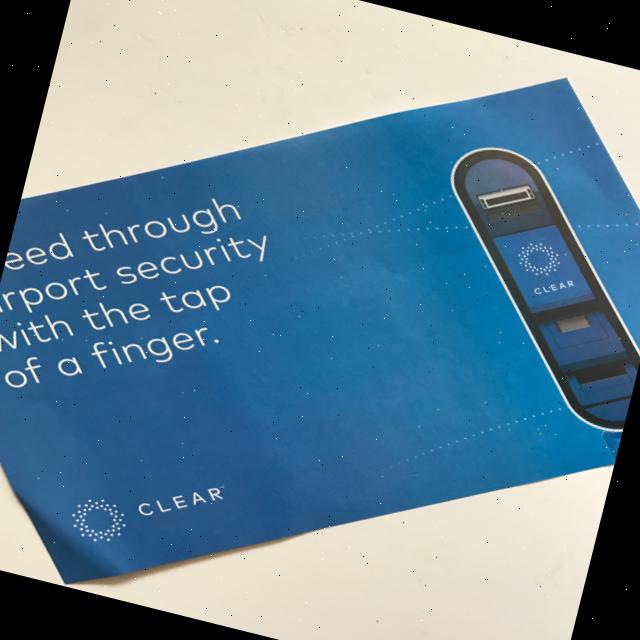 eed through
rport security
with the tap
of a finger.
CLEAR
CLEAR